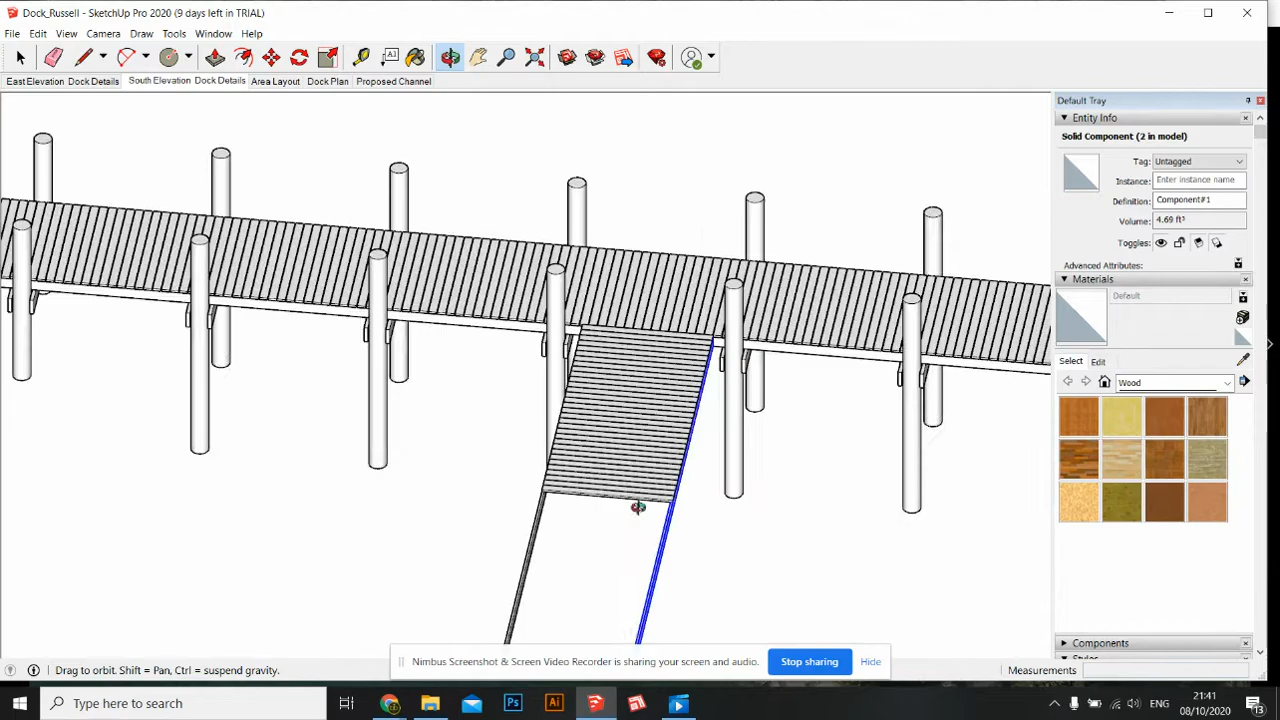 Dock_Russell - SketchUp Pro 2020 (9 days left in TRIAL)
File Edit View Camera Draw Tools Window Help
East Elevation Dock Details South Elevation Dock Details Area Layout Dock Plan Proposed Channel
Default Tray
Entity Info
Solid Component (2 in model)
Tag: Untagged
Instance: Enter instance name
Definition: Component#1
Volume: 4.69 ft³
Toggles:
Advanced Attributes:
Materials
Default
Select Edit
Wood
Components
Nimbus Screenshot & Screen Video Recorder is sharing your screen and audio. Stop sharing Hide
Drag to orbit. Shift = Pan, Ctrl = suspend gravity.
Measurements
Type here to search
Ps
Ai
ENG
21:41
08/10/2020
13